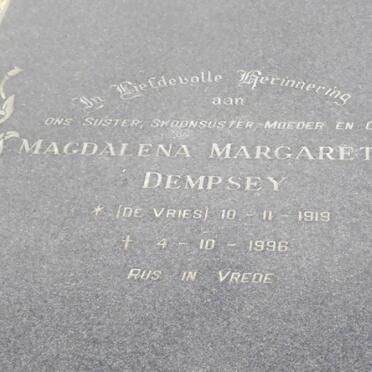 In Liefdevolle Herinnering
aan
ONS SUSTER, SKOONSUSTER, MOEDER EN
MAGDALENA MARGARET
DEMPSEY
* (DE VRIES) 10 - 11 - 1919
† 4 - 10 - 1996
RUS IN VREDE